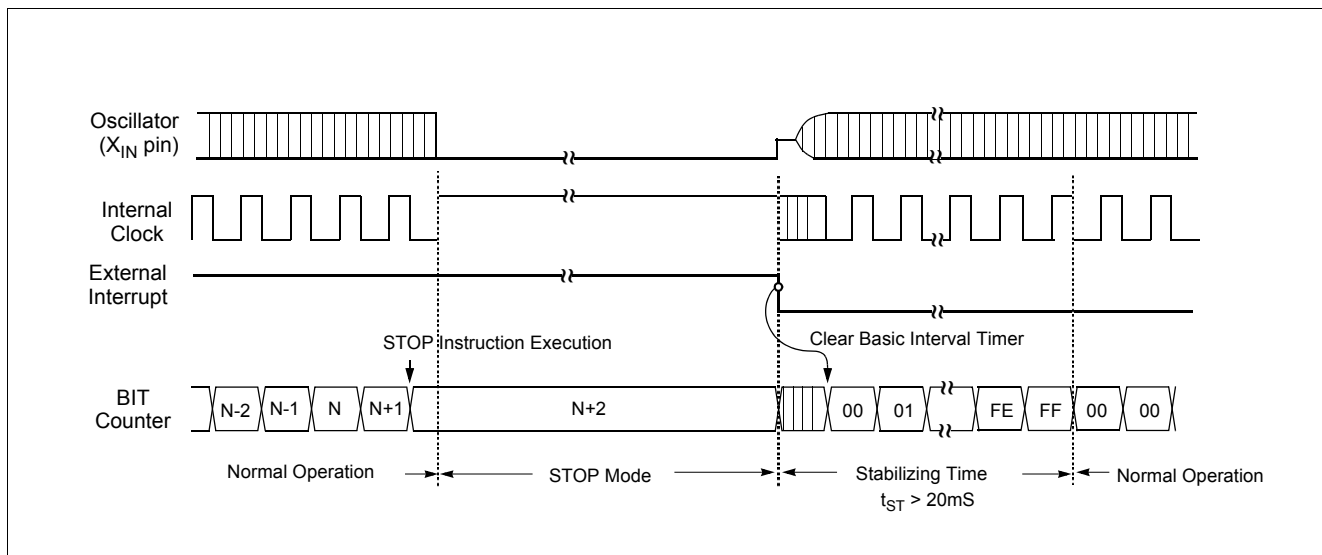 Oscillator
(XIN pin)
Internal
Clock
External
Interrupt
STOP Instruction Execution
Clear Basic Interval Timer
BIT
Counter
N-2 N-1 N N+1 N+2 00 01 FE FF 00 00
Normal Operation STOP Mode Stabilizing Time Normal Operation
tST > 20mS